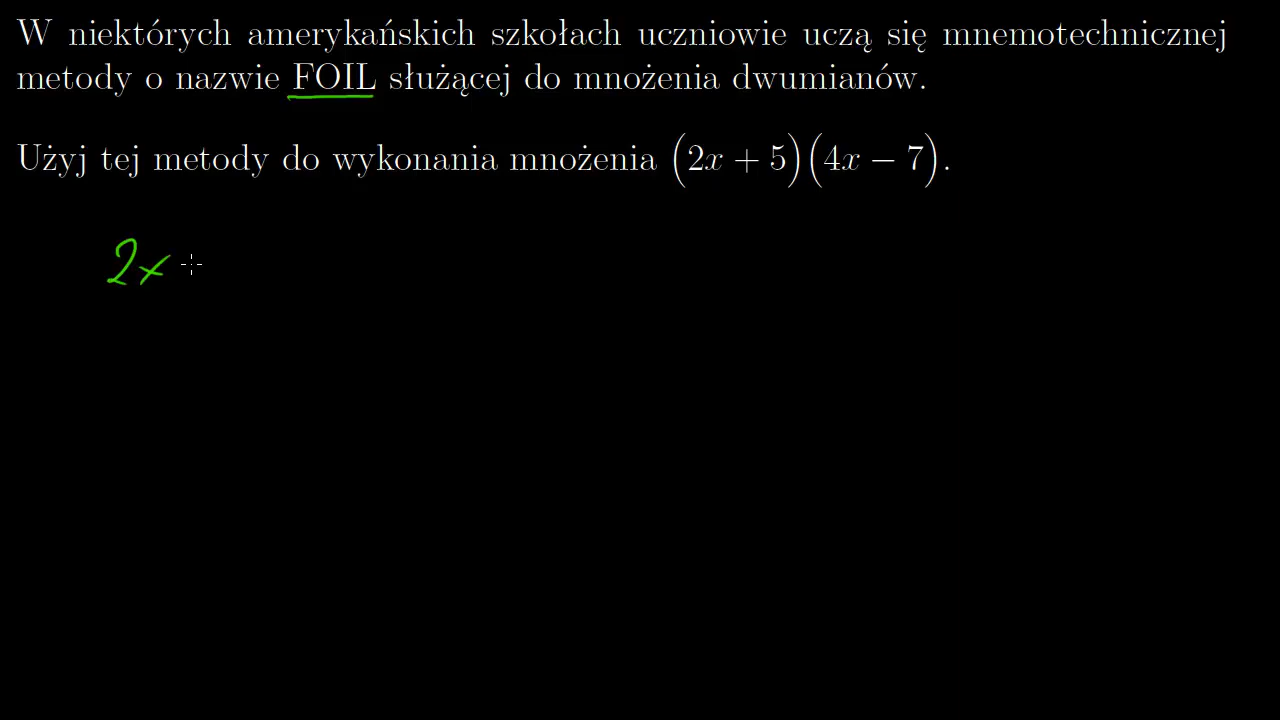 W niektórych amerykańskich szkołach uczniowie uczą się mnemotechnicznej
metody o nazwie FOIL służącej do mnożenia dwumianów.
Użyj tej metody do wykonania mnożenia (2x + 5)(4x − 7).
2x